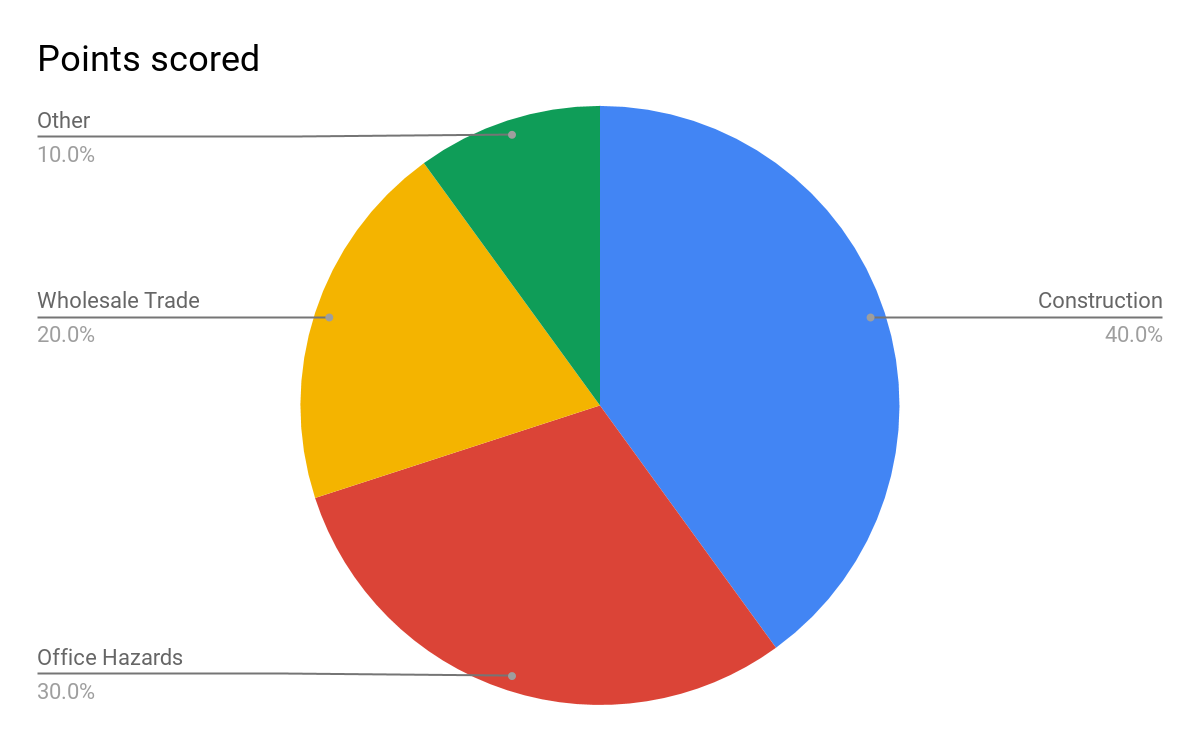 Points scored
Other
10.0%
Wholesale Trade
20.0%
Construction
40.0%
Office Hazards
30.0%